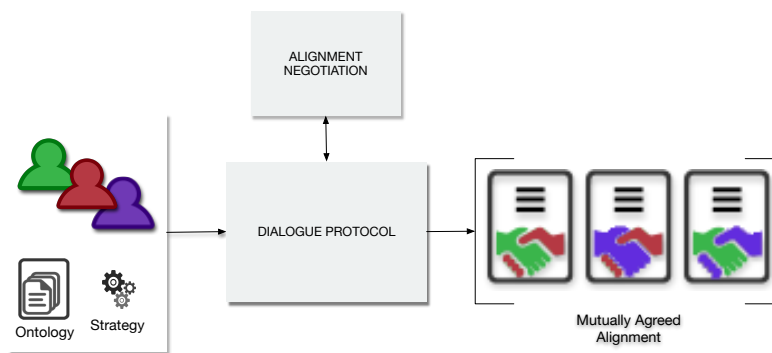 ALIGNMENT
NEGOTIATION
DIALOGUE PROTOCOL
Ontology
Strategy
Mutually Agreed
Alignment